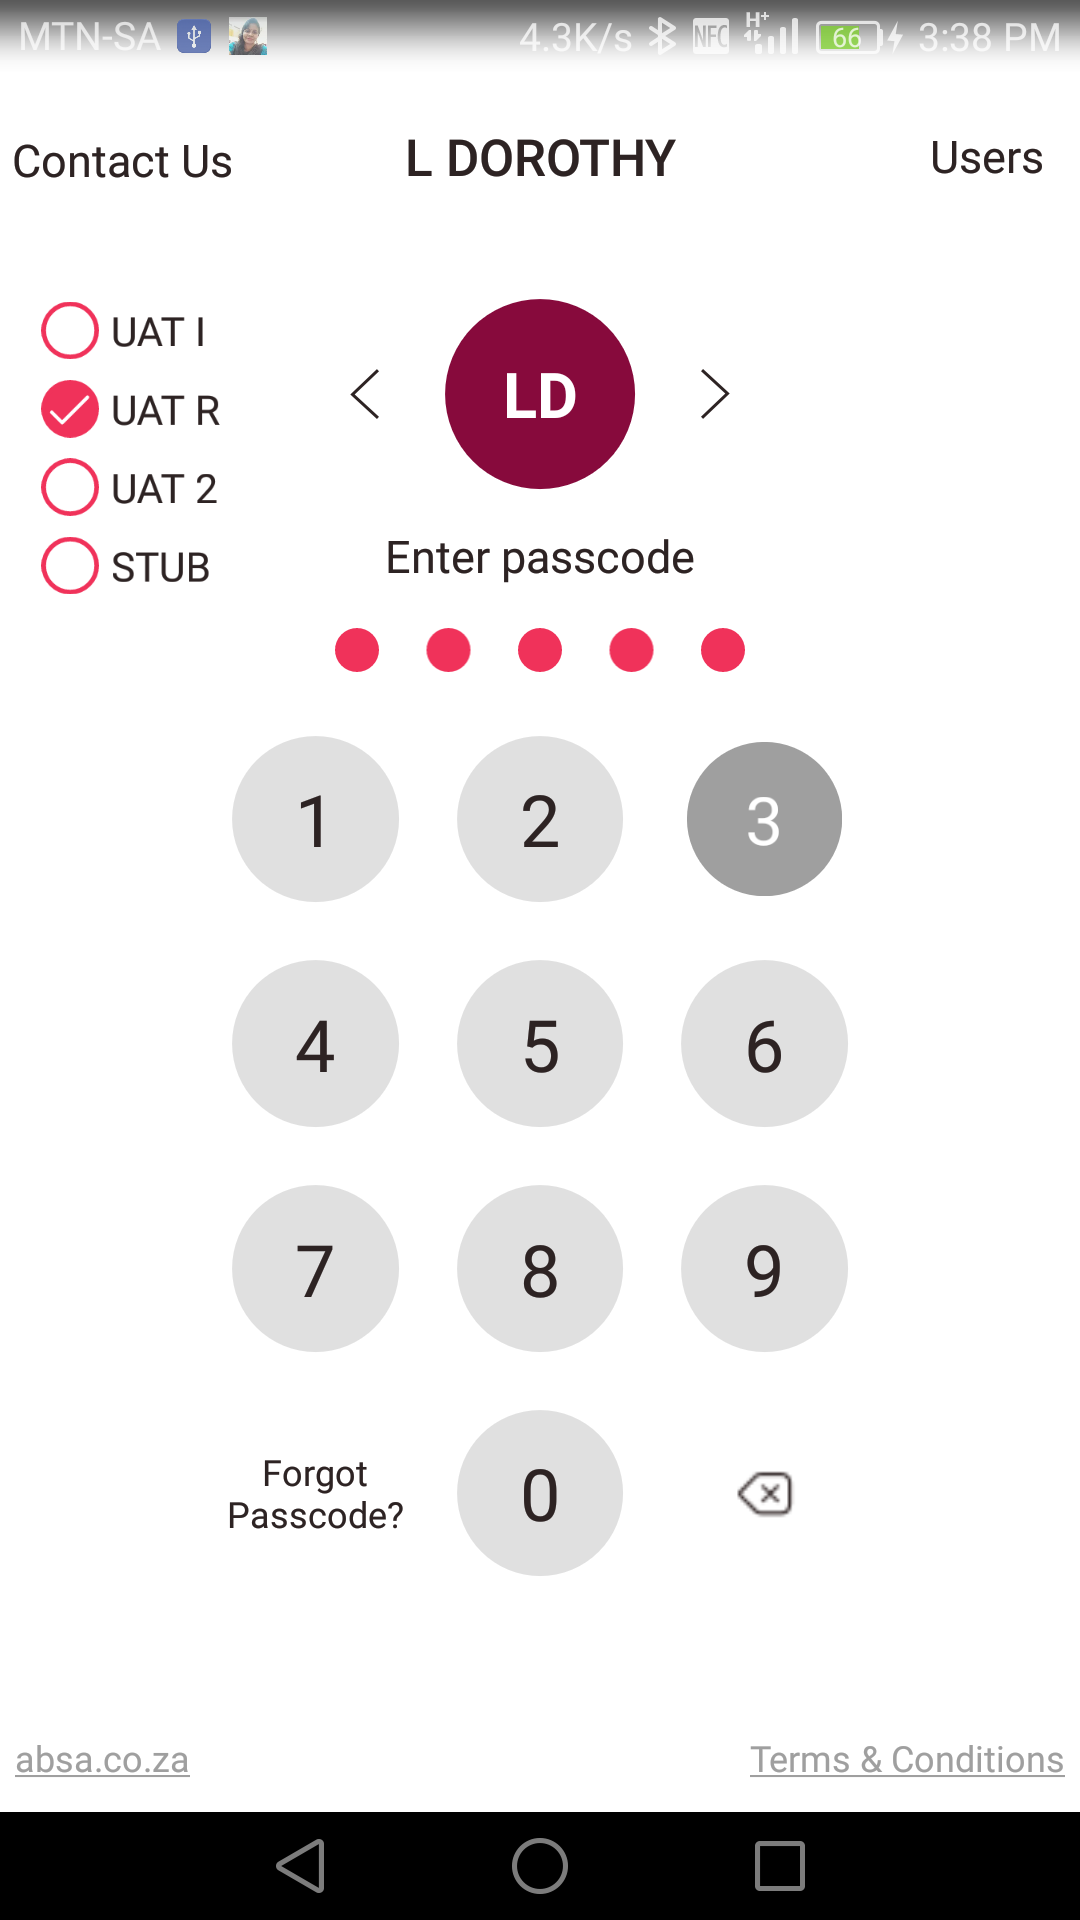 MTN-SA 4.3K/s NFC H+ 66 3:38 PM
Contact Us L DOROTHY Users
UAT I
UAT R
UAT 2
STUB
LD
Enter passcode
1 2 3
4 5 6
7 8 9
Forgot
Passcode?
0
absa.co.za Terms & Conditions